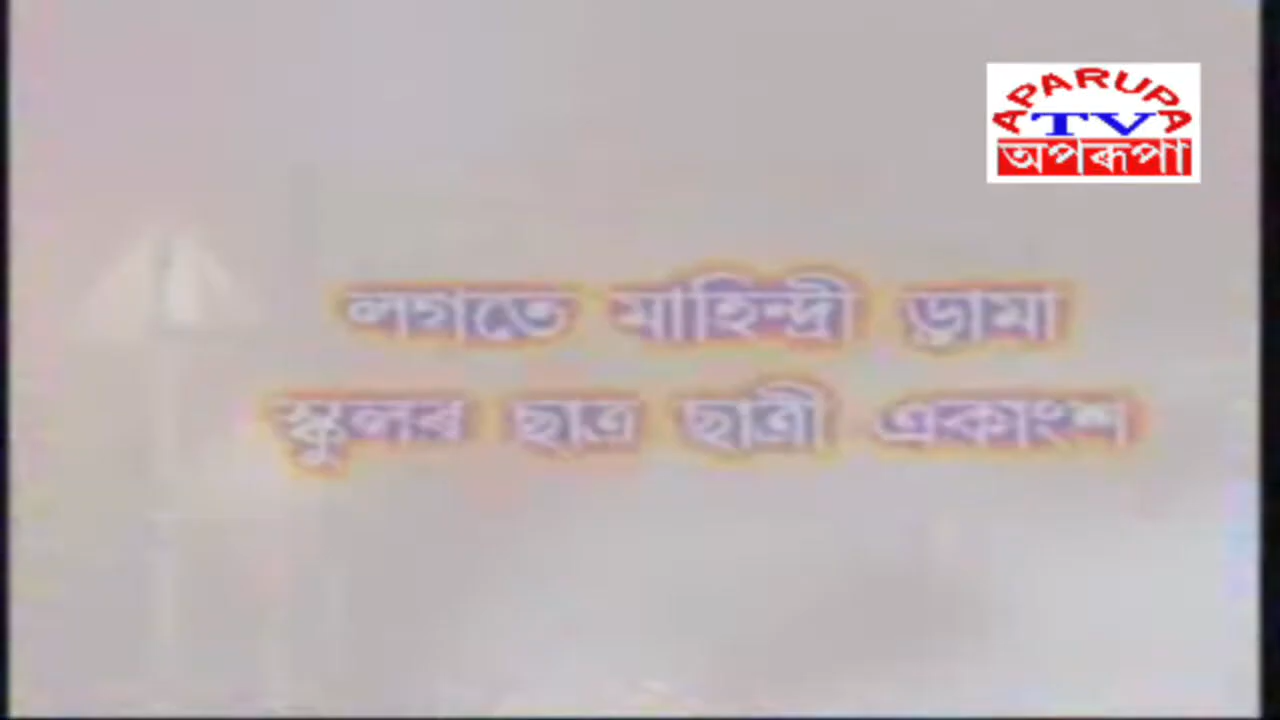 APARUPA
TV
অপৰূপা
লগতে মাহিন্দ্ৰী ড্ৰামা
স্কুলৰ ছাত্ৰ ছাত্ৰী একাংশ